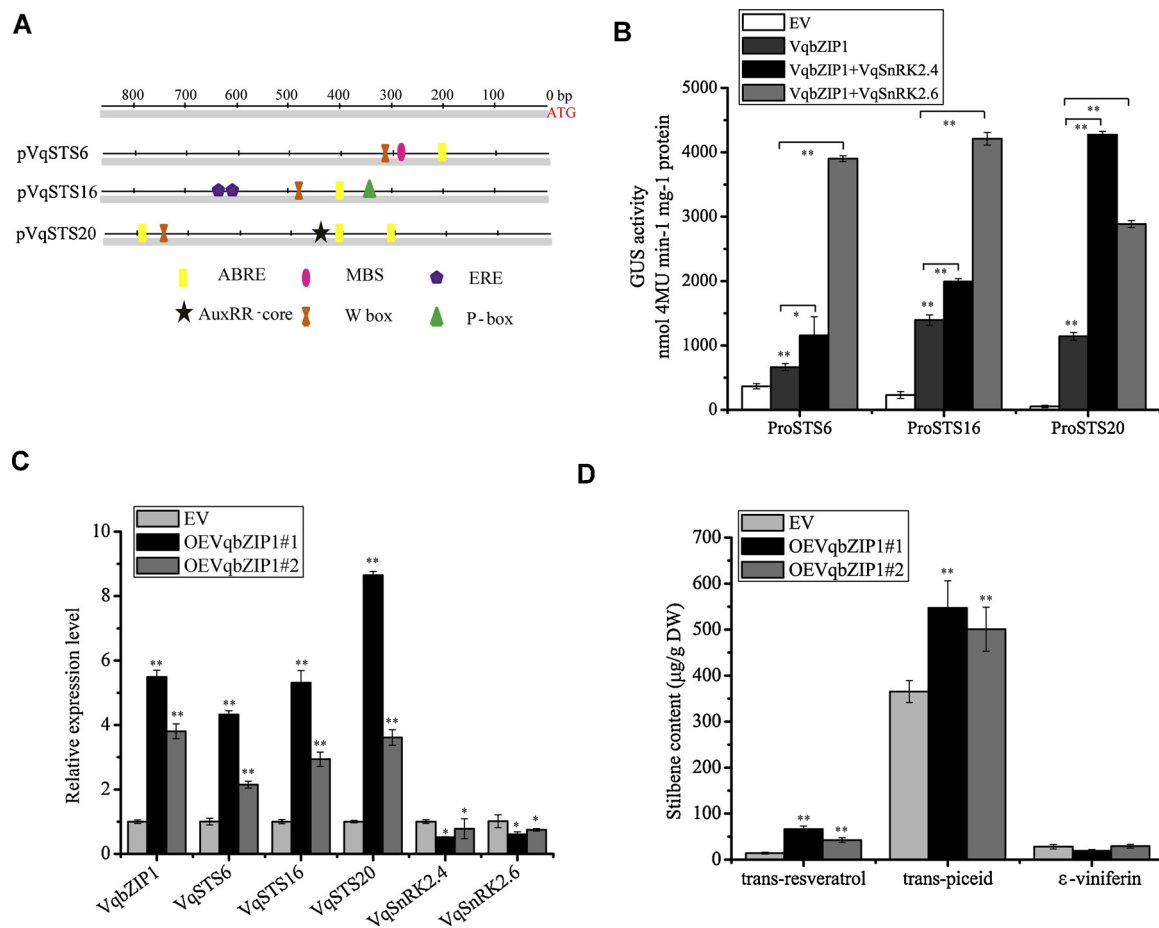 A
800 700 600 500 400 300 200 100 0 bp
ATG
pVqSTS6
pVqSTS16
pVqSTS20
ABRE MBS ERE
AuxRR-core W box P-box
B
EV
VqbZIP1
VqbZIP1+VqSnRK2.4
VqbZIP1+VqSnRK2.6
GUS activity
nmol 4MU min-1 mg-1 protein
5000
4000
3000
2000
1000
0
** * **
** ** **
** ** **
ProSTS6 ProSTS16 ProSTS20
C
EV
OEVqbZIP1#1
OEVqbZIP1#2
Relative expression level
10
8
6
4
2
0
** ** ** ** ** ** ** ** * * * *
VqbZIP1 VqSTS6 VqSTS16 VqSTS20 VqSnRK2.4 VqSnRK2.6
D
EV
OEVqbZIP1#1
OEVqbZIP1#2
Stilbene content (μg/g DW)
700
600
500
400
300
200
100
0
** ** ** **
trans-resveratrol trans-piceid ε-viniferin